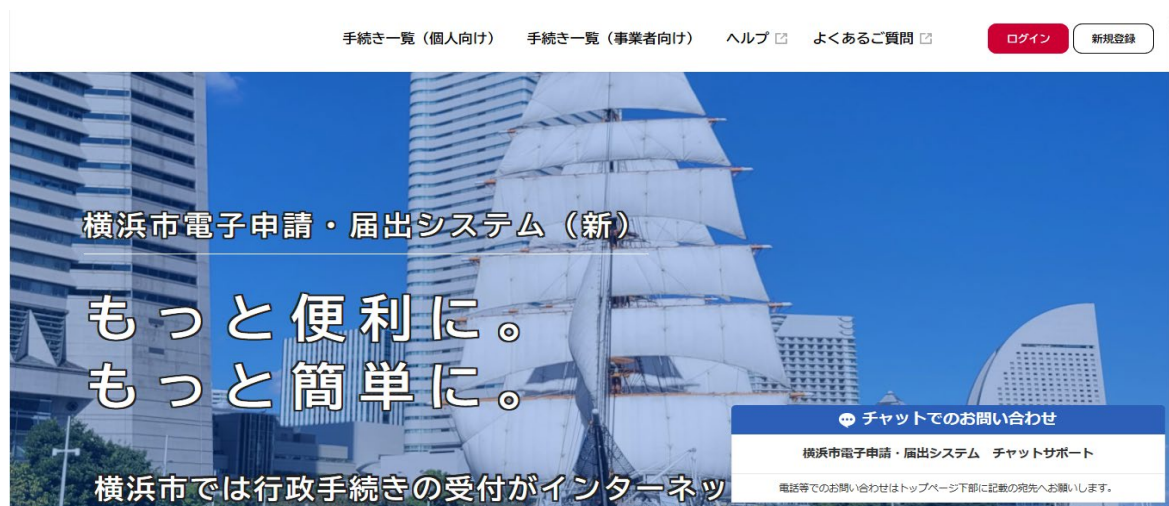 手続き一覧（個人向け） 手続き一覧（事業者向け） ヘルプ よくあるご質問 ログイン 新規登録
横浜市電子申請・届出システム（新）
もっと便利に。
もっと簡単に。
横浜市では行政手続きの受付がインターネッ
チャットでのお問い合わせ
横浜市電子申請・届出システム チャットサポート
電話等でのお問い合わせはトップページ下部に記載の宛先へお願いします。